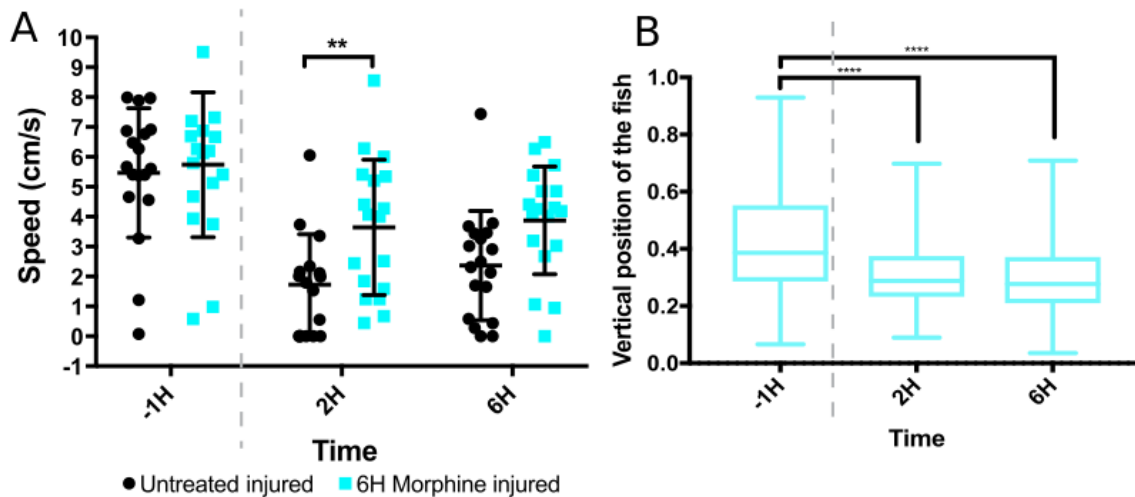 A
Speed (cm/s)
10
9
8
7
6
5
4
3
2
1
0
-1
**
-1H
2H
6H
Time
Untreated injured
6H Morphine injured
B
Vertical position of the fish
1.0
0.8
0.6
0.4
0.2
0.0
****
****
-1H
2H
6H
Time